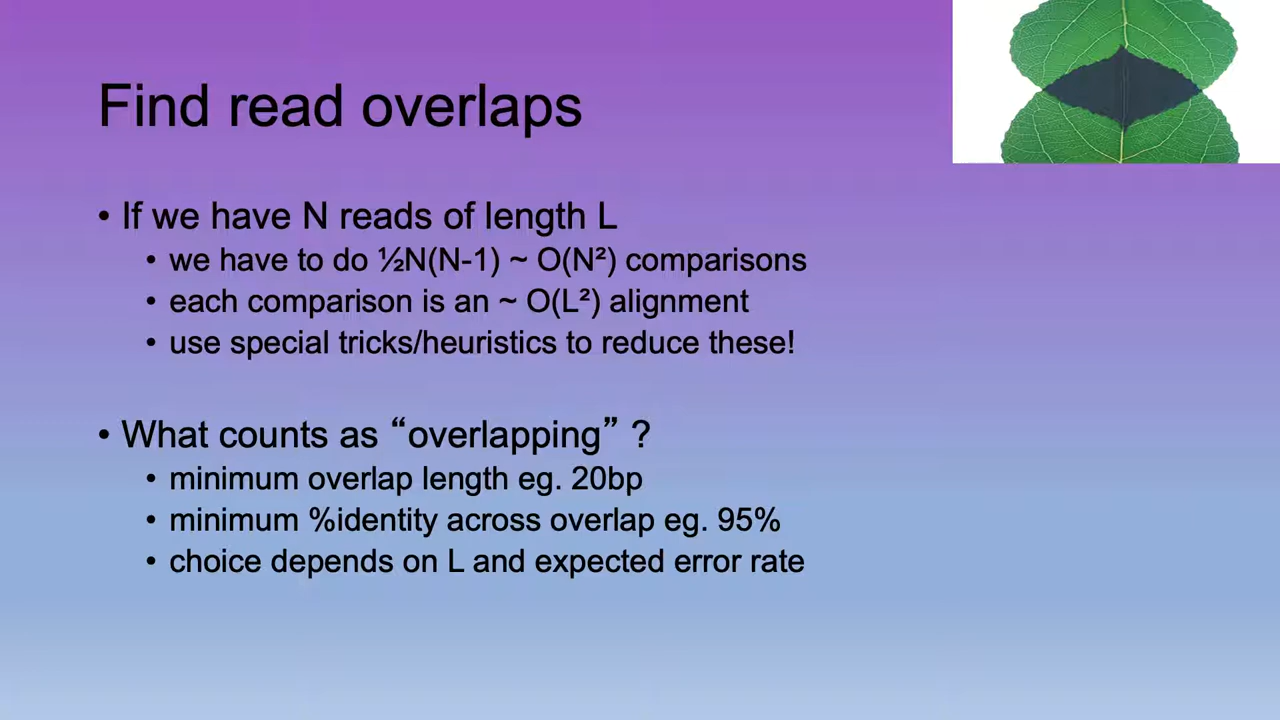 Find read overlaps
• If we have N reads of length L
• we have to do ½N(N-1) ~ O(N²) comparisons
• each comparison is an ~ O(L²) alignment
• use special tricks/heuristics to reduce these!
• What counts as “overlapping” ?
• minimum overlap length eg. 20bp
• minimum %identity across overlap eg. 95%
• choice depends on L and expected error rate